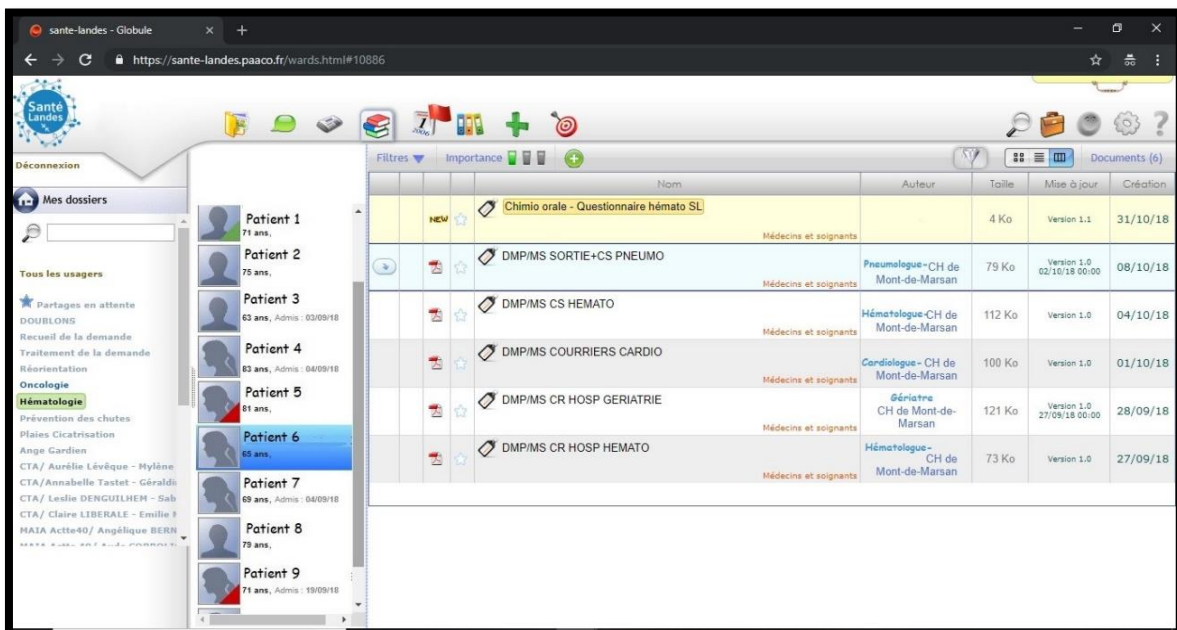 sante-landes - Globule
https://sante-landes.paaco.fr/wards.html#10886
Santé
Landes
Déconnexion
Mes dossiers
Tous les usagers
Partages en attente
DOUBLONS
Recueil de la demande
Traitement de la demande
Réorientation
Oncologie
Hématologie
Prévention des chutes
Plaies Cicatrisation
Ange Gardien
CTA/ Aurélie Lévêque - Mylène
CTA/Annabelle Tastet - Géraldi
CTA/ Leslie DENGUILHEM - Sab
CTA/ Claire LIBERALE - Emilie
MAIA Actte40/ Angélique BERN
Patient 1
71 ans,
Patient 2
75 ans,
Patient 3
63 ans, Admis : 03/09/18
Patient 4
83 ans, Admis : 04/09/18
Patient 5
81 ans,
Patient 6
65 ans,
Patient 7
69 ans, Admis : 04/09/18
Patient 8
79 ans,
Patient 9
71 ans, Admis : 19/09/18
1
2006
?
Filtres Importance Documents (6)
Nom Auteur Taille Mise à jour Création
NEW Chimio orale - Questionnaire hémato SL 4 Ko Version 1.1 31/10/18
Médecins et soignants
DMP/MS SORTIE+CS PNEUMO Pneumologue-CH de Mont-de-Marsan 79 Ko Version 1.0 02/10/18 00:00 08/10/18
Médecins et soignants
DMP/MS CS HEMATO Hématologue-CH de Mont-de-Marsan 112 Ko Version 1.0 04/10/18
DMP/MS COURRIERS CARDIO Cardiologue- CH de Mont-de-Marsan 100 Ko Version 1.0 01/10/18
Médecins et soignants
DMP/MS CR HOSP GERIATRIE Gériatre CH de Mont-de-Marsan 121 Ko Version 1.0 27/09/18 00:00 28/09/18
Médecins et soignants
DMP/MS CR HOSP HEMATO Hématologue- CH de Mont-de-Marsan 73 Ko Version 1.0 27/09/18
Médecins et soignants